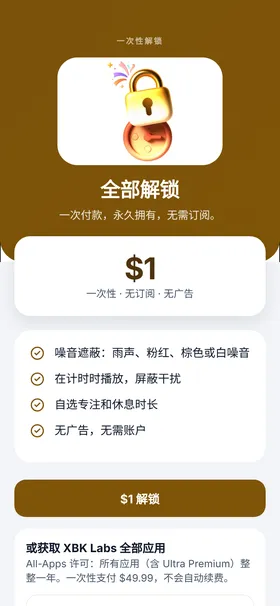 一次性解锁
全部解锁
一次付款，永久拥有，无需订阅。
$1
一次性 · 无订阅 · 无广告
噪音遮蔽：雨声、粉红、棕色或白噪音
在计时时播放，屏蔽干扰
自选专注和休息时长
无广告，无需账户
$1 解锁
或获取 XBK Labs 全部应用
All-Apps 许可：所有应用（含 Ultra Premium）整
整一年。一次性支付 $49.99，不会自动续费。